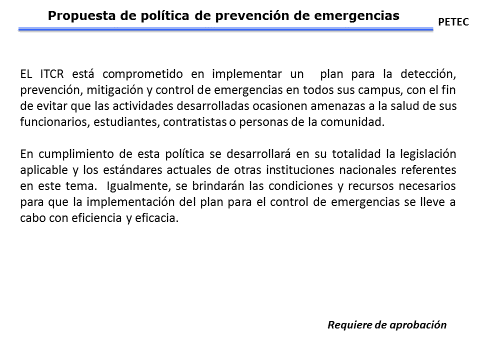 Propuesta de política de prevención de emergencias
PETEC
EL ITCR está comprometido en implementar un plan para la detección,
prevención, mitigación y control de emergencias en todos sus campus, con el fin
de evitar que las actividades desarrolladas ocasionen amenazas a la salud de sus
funcionarios, estudiantes, contratistas o personas de la comunidad.
En cumplimiento de esta política se desarrollará en su totalidad la legislación
aplicable y los estándares actuales de otras instituciones nacionales referentes
en este tema. Igualmente, se brindarán las condiciones y recursos necesarios
para que la implementación del plan para el control de emergencias se lleve a
cabo con eficiencia y eficacia.
Requiere de aprobación